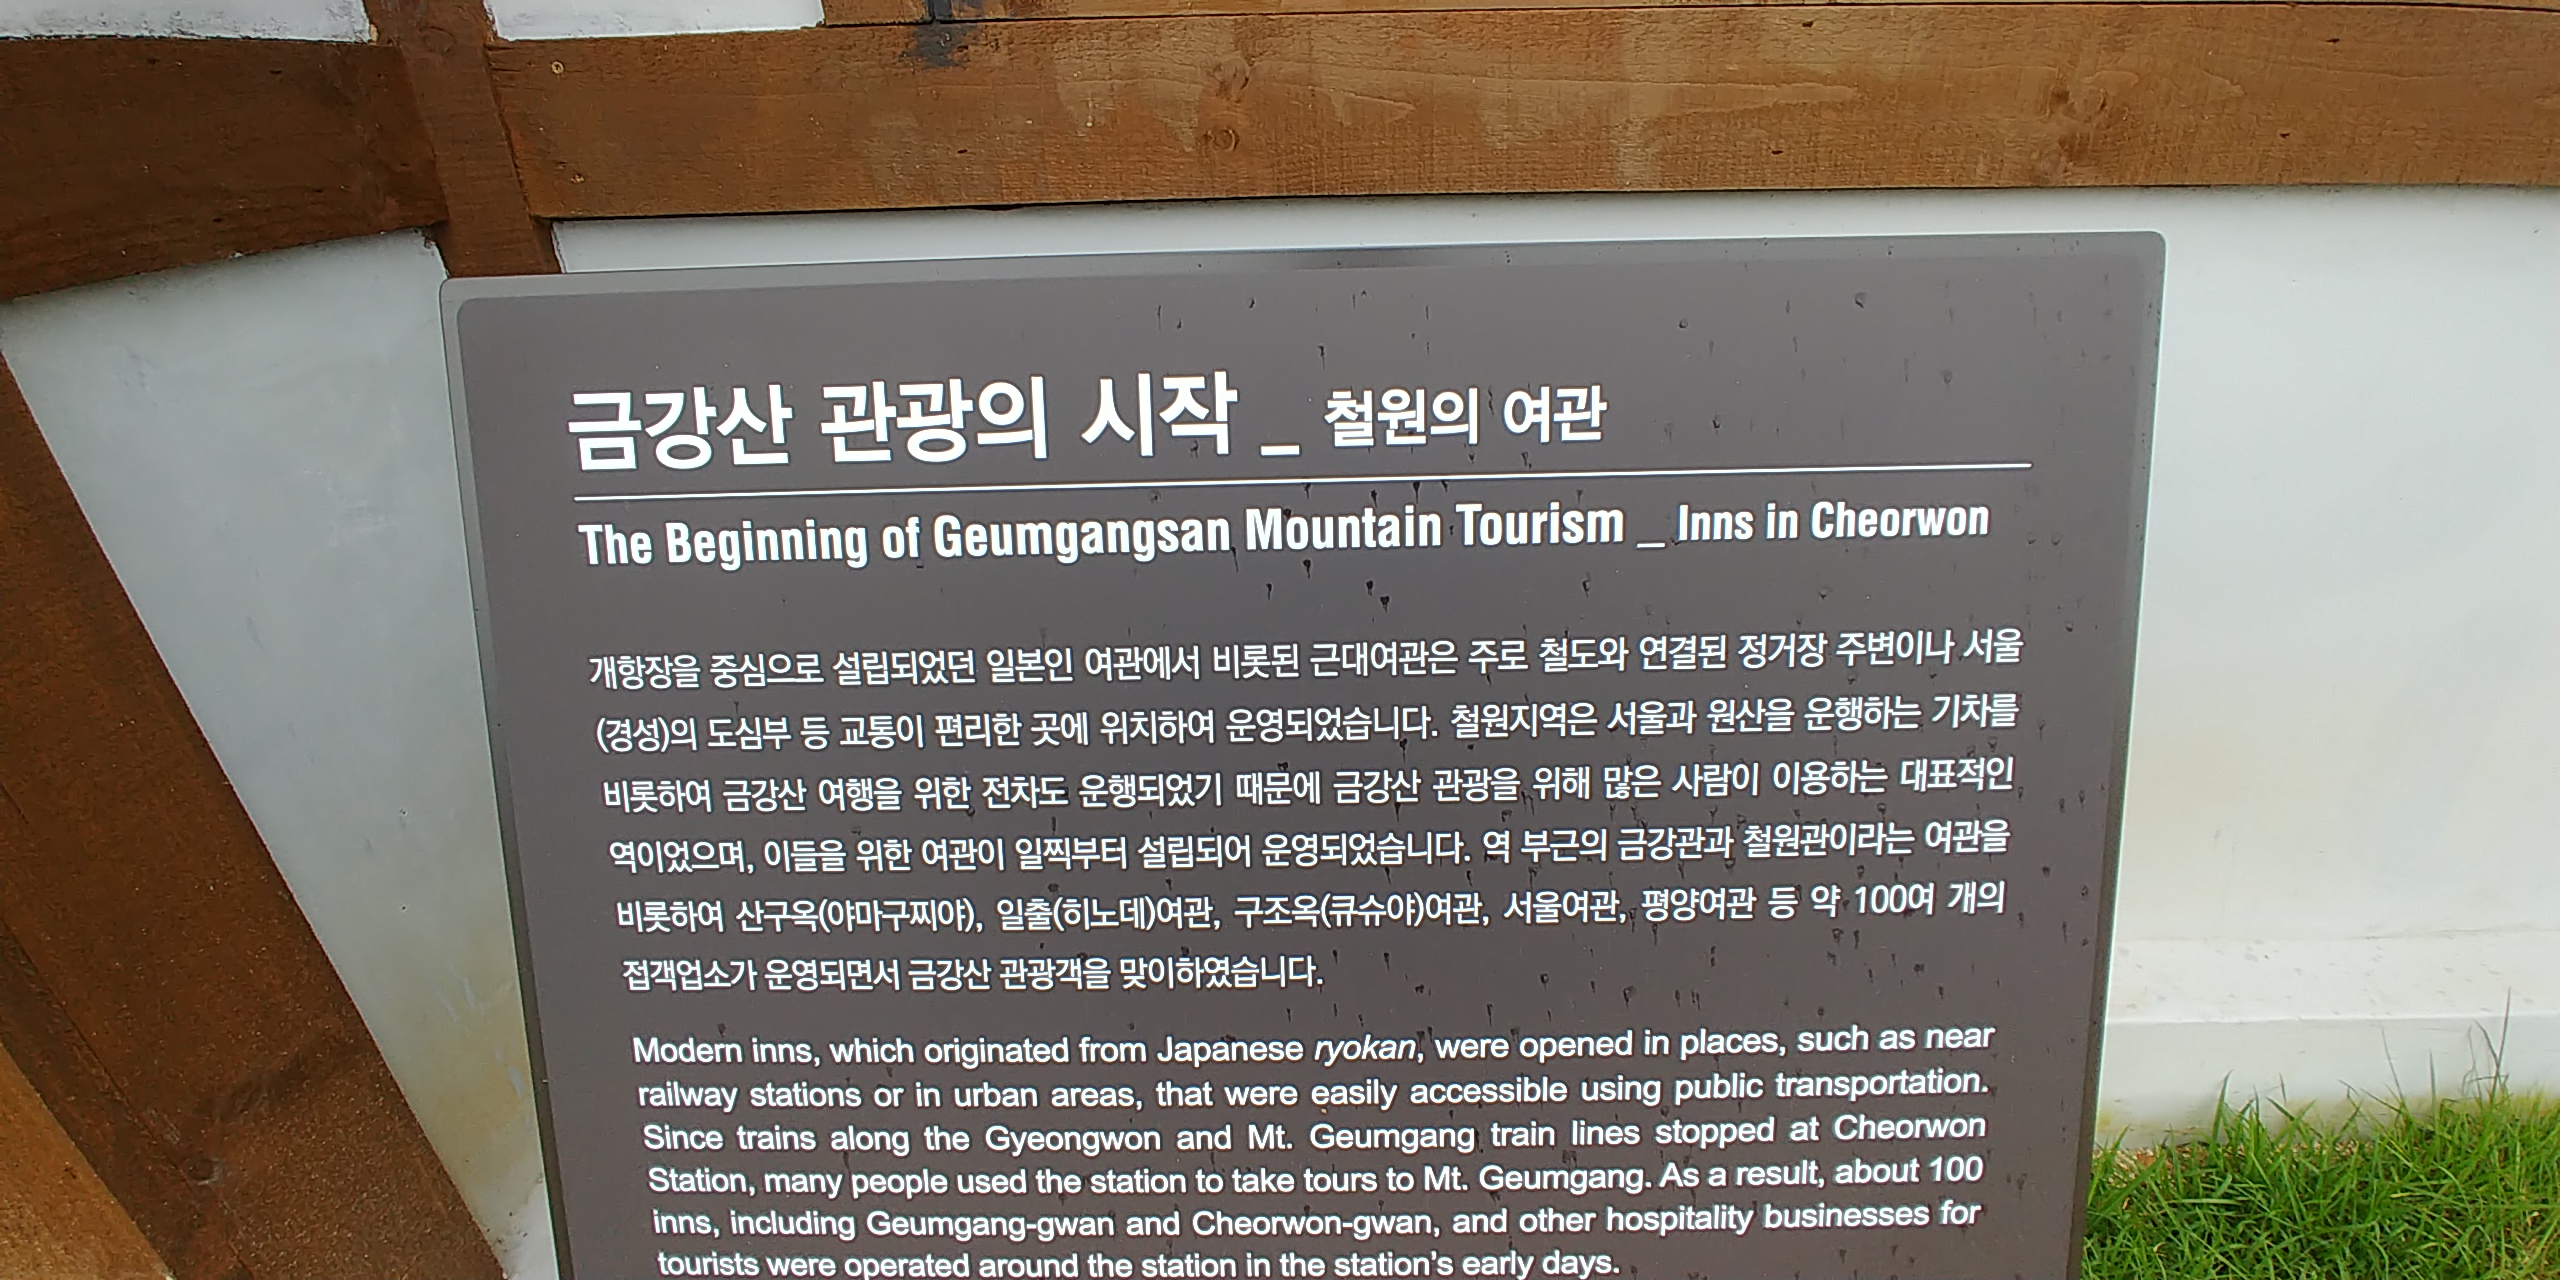 금강산 관광의 시작 _ 철원의 여관
The Beginning of Geumgangsan Mountain Tourism _ Inns in Cheorwon
개항장을 중심으로 설립되었던 일본인 여관에서 비롯된 근대여관은 주로 철도와 연결된 정거장 주변이나 서울
(경성)의 도심부 등 교통이 편리한 곳에 위치하여 운영되었습니다. 철원지역은 서울과 원산을 운행하는 기차를
비롯하여 금강산 여행을 위한 전차도 운행되었기 때문에 금강산 관광을 위해 많은 사람이 이용하는 대표적인
역이었으며, 이들을 위한 여관이 일찍부터 설립되어 운영되었습니다. 역 부근의 금강관과 철원관이라는 여관을
비롯하여 산구옥(야마구찌야), 일출(히노데)여관, 구조옥(큐슈야)여관, 서울여관, 평양여관 등 약 100여 개의
접객업소가 운영되면서 금강산 관광객을 맞이하였습니다.
Modern inns, which originated from Japanese ryokan, were opened in places, such as near
railway stations or in urban areas, that were easily accessible using public transportation.
Since trains along the Gyeongwon and Mt. Geumgang train lines stopped at Cheorwon
Station, many people used the station to take tours to Mt. Geumgang. As a result, about 100
inns, including Geumgang-gwan and Cheorwon-gwan, and other hospitality businesses for
tourists were operated around the station in the station’s early days.